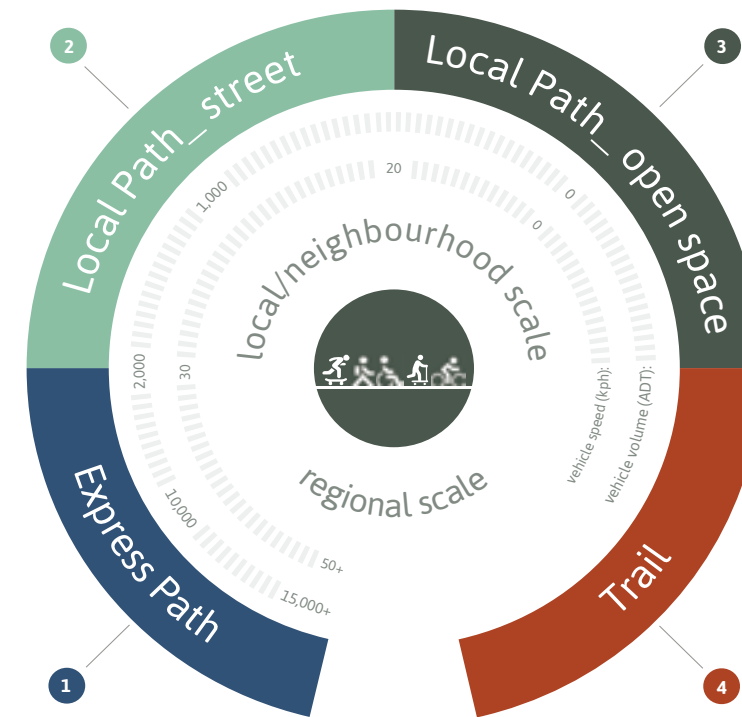 2
3
Local Path_street
Local Path_ open space
1,000
20
0
0
local/neighbourhood scale
2,000
30
vehicle speed (kph):
vehicle volume (ADT):
regional scale
Express Path
10,000
50+
15,000+
Trail
1
4